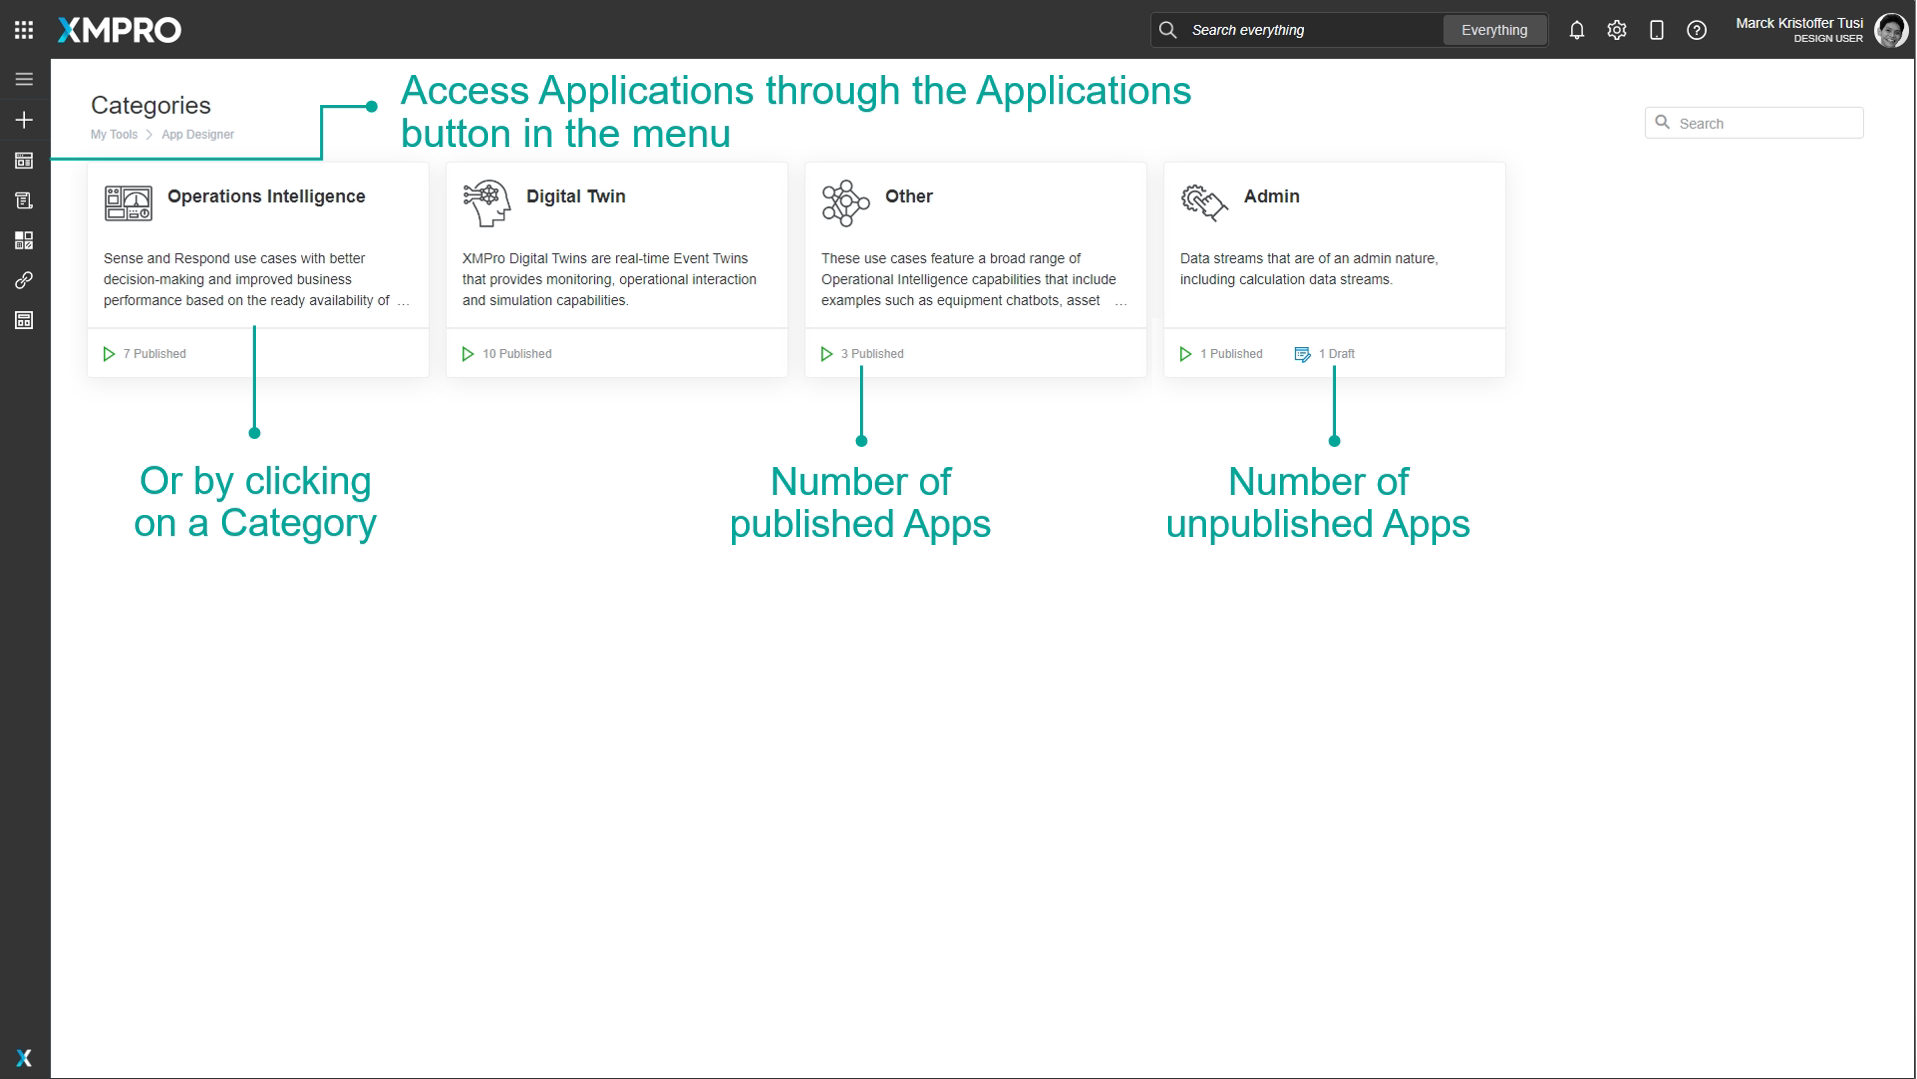 XMPRO
Search everything
Everything
Marck Kristoffer Tusi
DESIGN USER
Categories
My Tools
App Designer
Access Applications through the Applications
button in the menu
Search
Operations Intelligence
Sense and Respond use cases with better
decision-making and improved business
performance based on the ready availability of ...
7 Published
Digital Twin
XMPro Digital Twins are real-time Event Twins
that provides monitoring, operational interaction
and simulation capabilities.
10 Published
Other
These use cases feature a broad range of
Operational Intelligence capabilities that include
examples such as equipment chatbots, asset ...
3 Published
Admin
Data streams that are of an admin nature,
including calculation data streams.
1 Published
1 Draft
Or by clicking
on a Category
Number of
published Apps
Number of
unpublished Apps
X